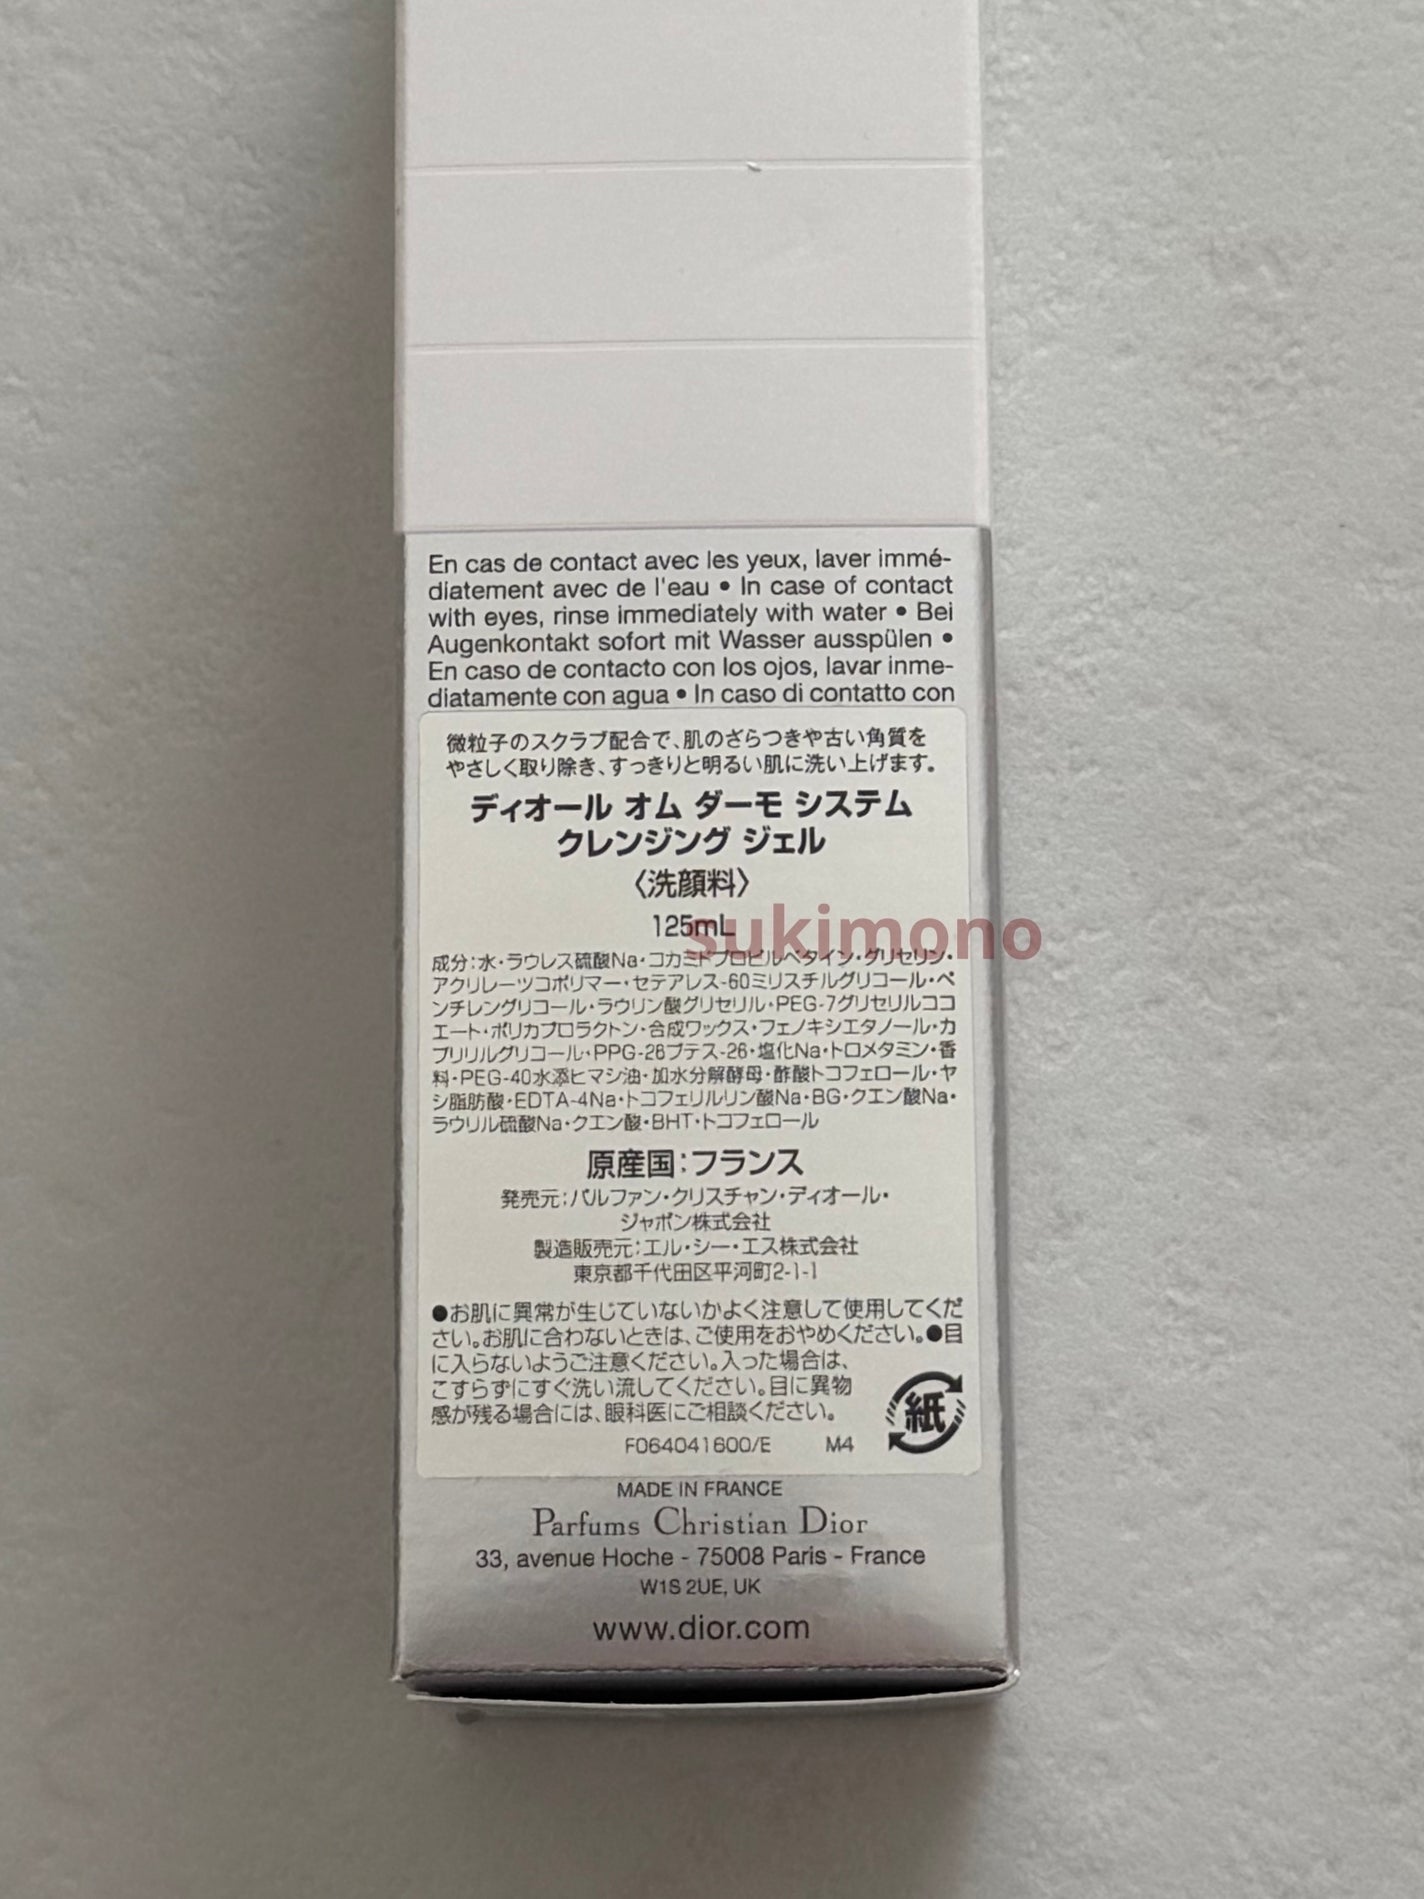 En cas de contact avec les yeux, laver immé-
diatement avec de l'eau • In case of contact
with eyes, rinse immediately with water • Bei
Augenkontakt sofort mit Wasser ausspülen •
En caso de contacto con los ojos, lavar inme-
diatamente con agua • In caso di contatto con
微粒子のスクラブ配合で、肌のざらつきや古い角質を
やさしく取り除き、すっきりと明るい肌に洗い上げます。
ディオール オム ダーモ システム
クレンジング ジェル
〈洗顔料〉
125mL
sukimono
成分:水・ラウレス硫酸Na・コカミドプロピルベタイン・グリセリン・
アクリレーツコポリマー・セテアレス-60ミリスチルグリコール・ペ
ンチレングリコール・ラウリン酸グリセリル・PEG-7グリセリルココ
エート・ポリカプロラクトン・合成ワックス・フェノキシエタノール・カ
プリリルグリコール・PPG-26ブテス-26・塩化Na・トロメタミン・香
料・PEG-40水添ヒマシ油・加水分解酵母・酢酸トコフェロール・ヤ
シ脂肪酸・EDTA-4Na・トコフェリルリン酸Na・BG・クエン酸Na・
ラウリル硫酸Na・クエン酸・BHT・トコフェロール
原産国:フランス
発売元:パルファン・クリスチャン・ディオール・
ジャポン株式会社
製造販売元:エル・シー・エス株式会社
東京都千代田区平河町2-1-1
●お肌に異常が生じていないかよく注意して使用してくだ
さい。お肌に合わないときは、ご使用をおやめください。●目
に入らないようご注意ください。入った場合は、
こすらずにすぐ洗い流してください。目に異物
感が残る場合には、眼科医にご相談ください。
紙
F064041600/E M4
MADE IN FRANCE
Parfums Christian Dior
33, avenue Hoche - 75008 Paris - France
W1S 2UE, UK
www.dior.com